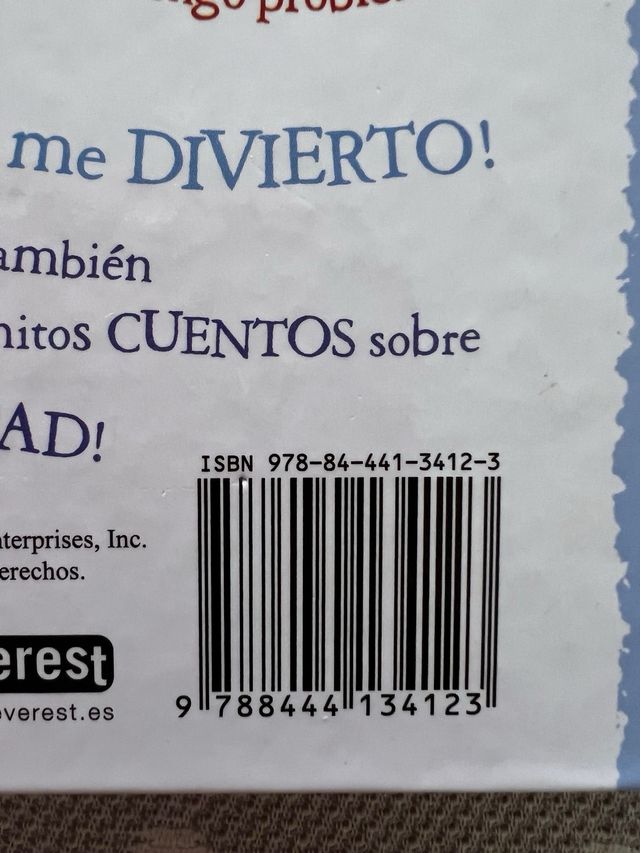 me DIVIERTO!
ambién
nitos CUENTOS sobre
AD!
ISBN 978-84-441-3412-3
nterprises, Inc.
erechos.
erest
everest.es
9 788444 134123